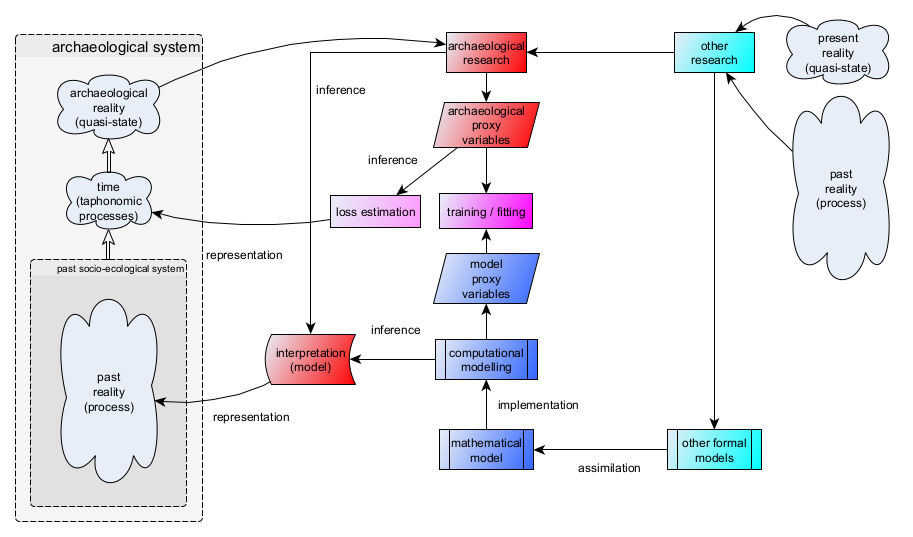 archaeological system
archaeological
reality
(quasi-state)
time
(taphonomic
processes)
past socio-ecological system
past
reality
(process)
archaeological
research
inference
archaeological
proxy
variables
inference
loss estimation
training / fitting
representation
model
proxy
variables
inference
interpretation
(model)
computational
modelling
representation
implementation
mathematical
model
assimilation
other
research
present
reality
(quasi-state)
past
reality
(process)
other formal
models